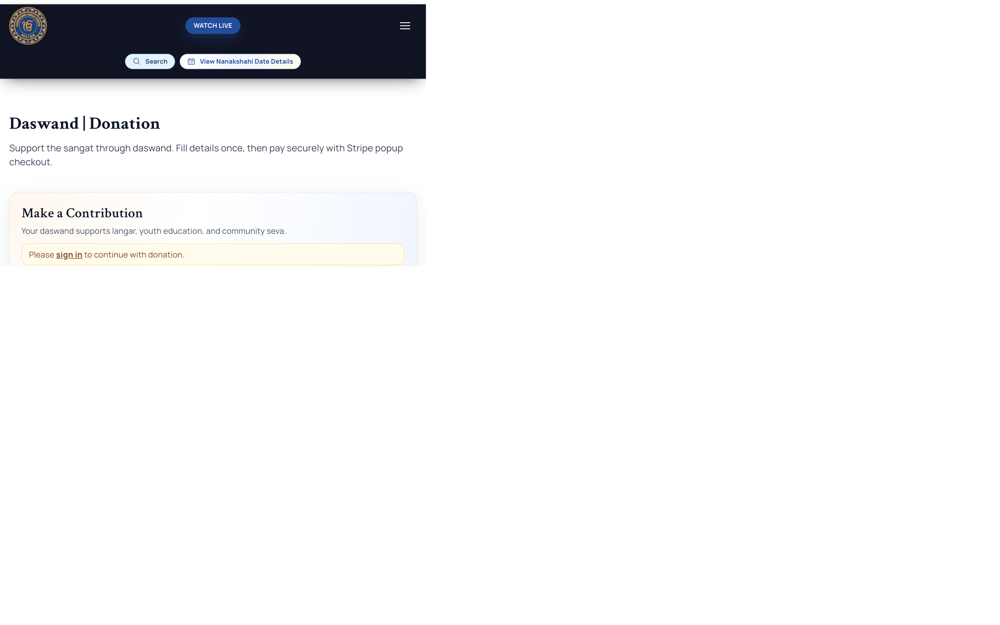 GURDWARA SINGH SABHA
ੴ
MILTON
WATCH LIVE
Search
View Nanakshahi Date Details
Daswand | Donation
Support the sangat through daswand. Fill details once, then pay securely with Stripe popup
checkout.
Make a Contribution
Your daswand supports langar, youth education, and community seva.
Please sign in to continue with donation.